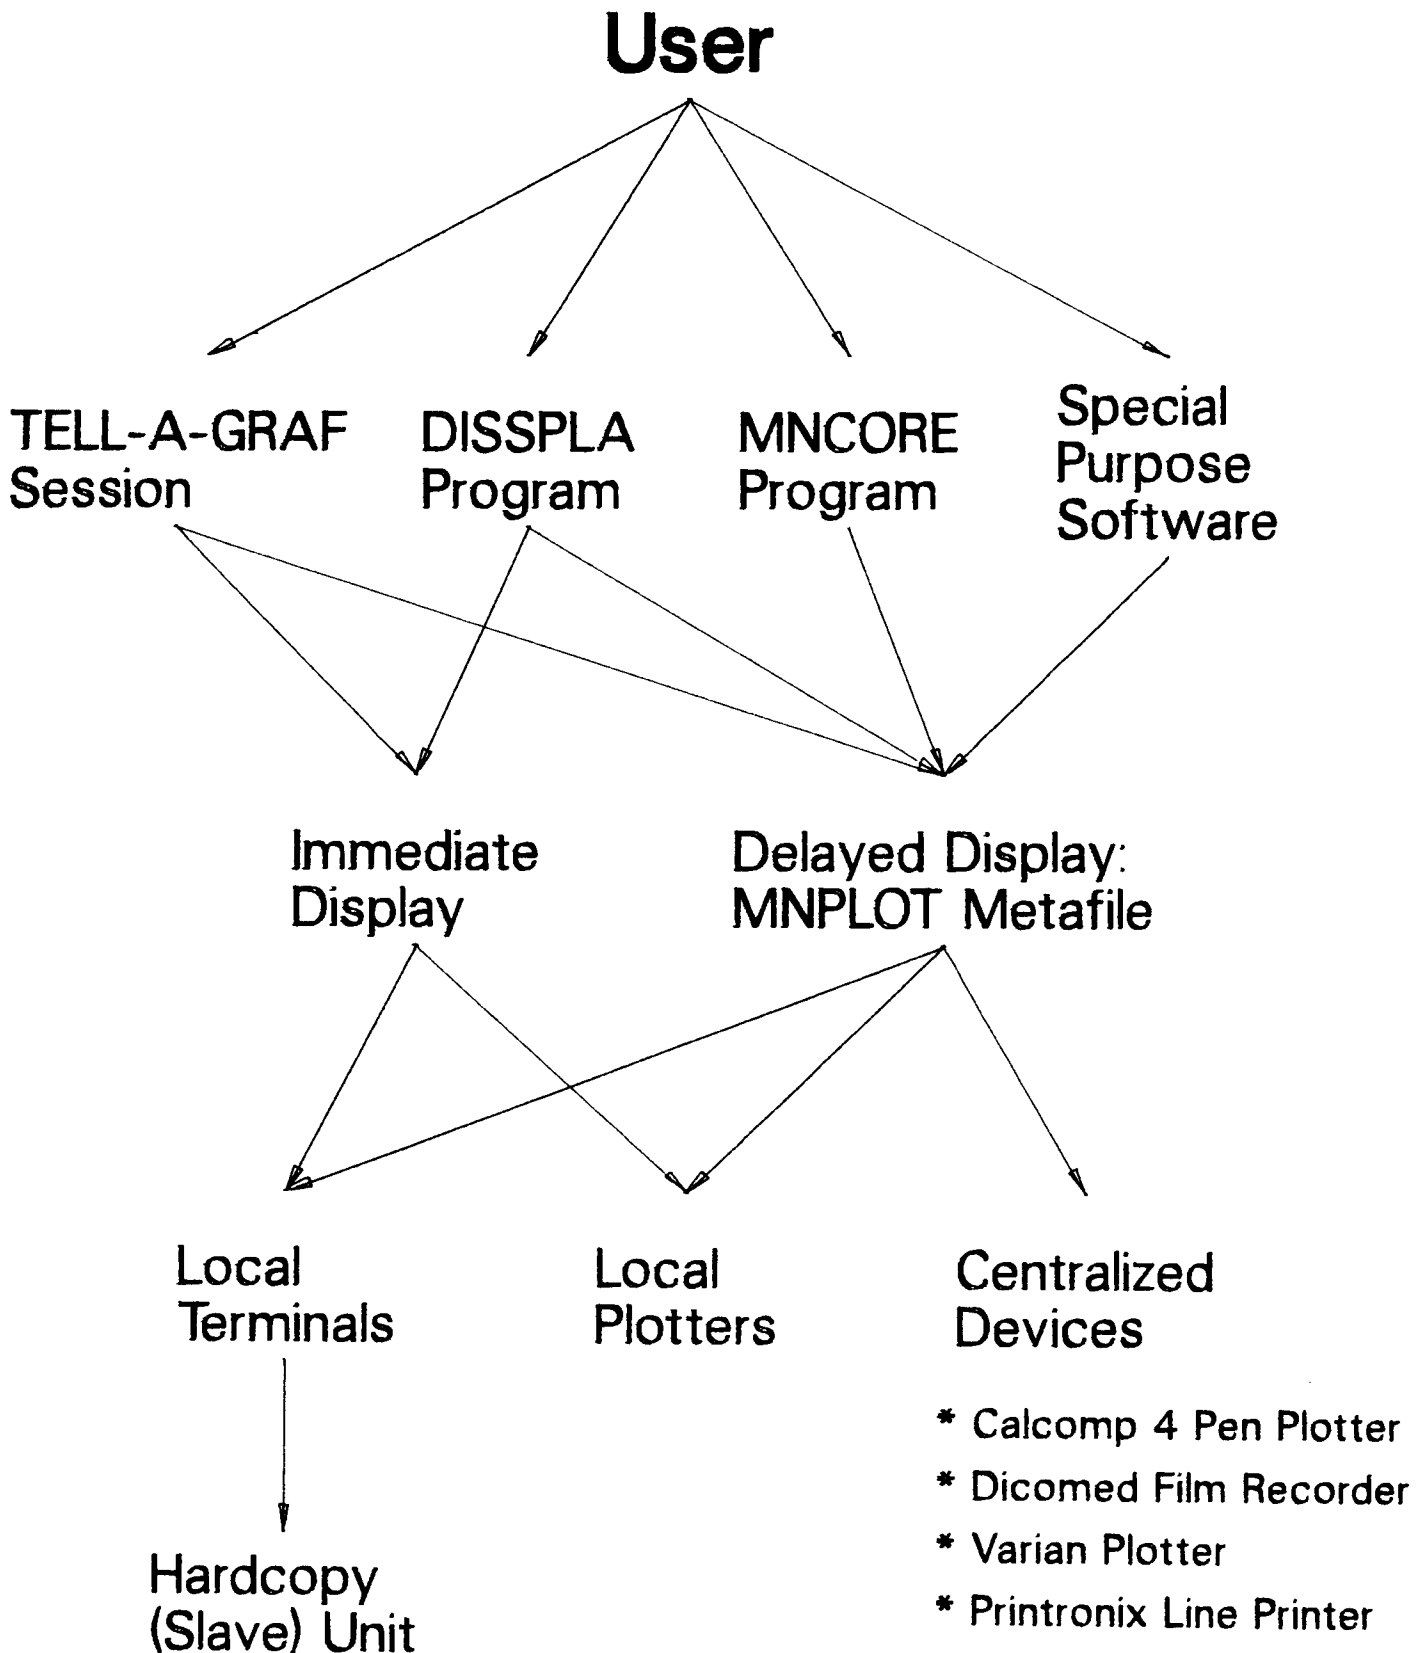 User
TELL-A-GRAF
Session
DISSPLA
Program
MNCORE
Program
Special
Purpose
Software
Immediate
Display
Delayed Display:
MNPLOT Metafile
Local
Terminals
Local
Plotters
Centralized
Devices
* Calcomp 4 Pen Plotter
* Dicomed Film Recorder
* Varian Plotter
* Printronix Line Printer
Hardcopy
(Slave) Unit